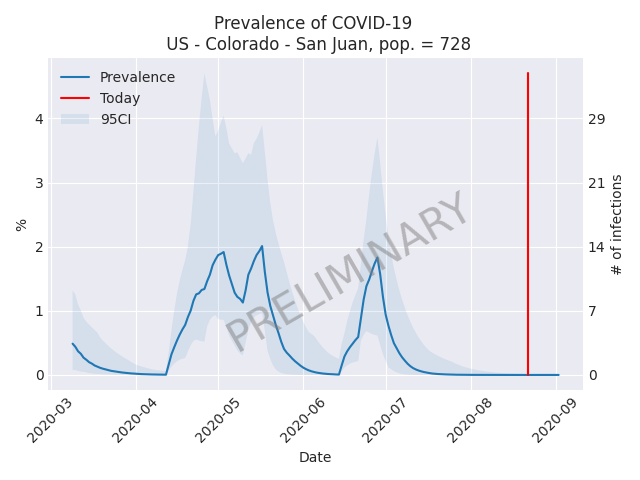 Prevalence of COVID-19
US - Colorado - San Juan, pop. = 728
Prevalence
Today
95CI
4
3
2
1
0
%
29
21
14
7
0
# of infections
PRELIMINARY
2020-03
2020-04
2020-05
2020-06
2020-07
2020-08
2020-09
Date